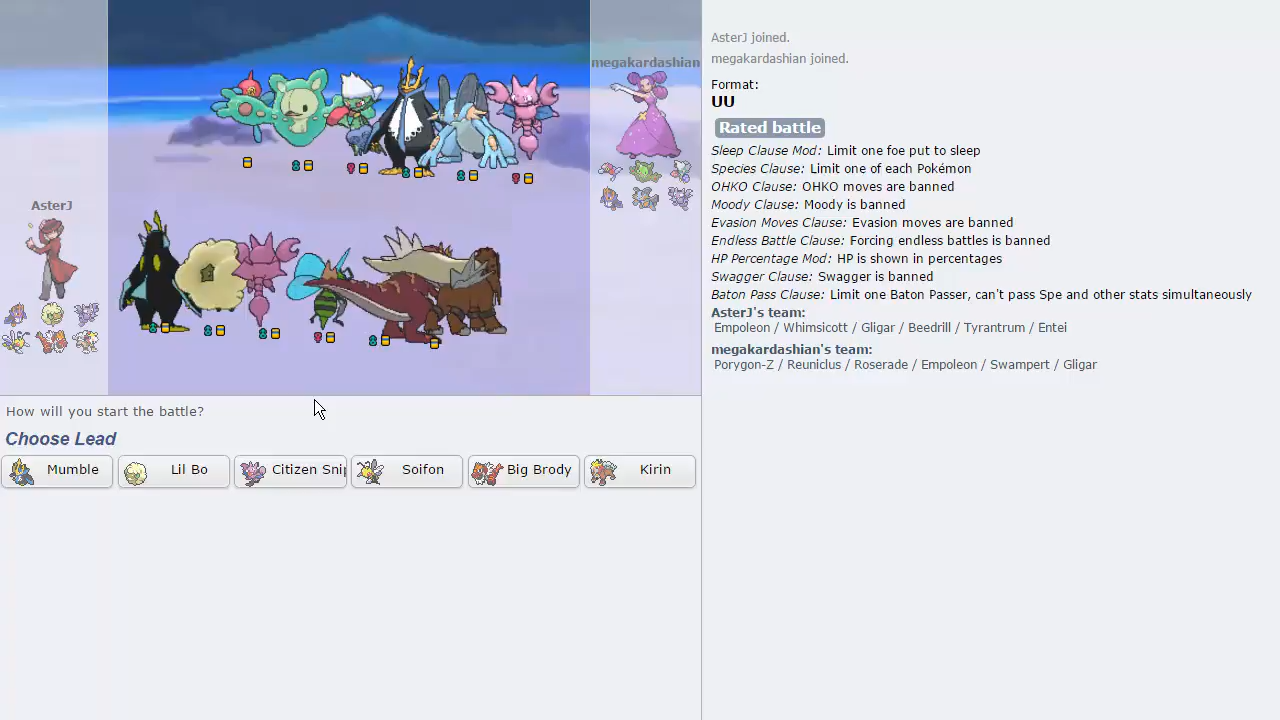 AsterJ joined.
megakardashian joined.
Format:
UU
Rated battle
Sleep Clause Mod: Limit one foe put to sleep
Species Clause: Limit one of each Pokémon
OHKO Clause: OHKO moves are banned
Moody Clause: Moody is banned
Evasion Moves Clause: Evasion moves are banned
Endless Battle Clause: Forcing endless battles is banned
HP Percentage Mod: HP is shown in percentages
Swagger Clause: Swagger is banned
Baton Pass Clause: Limit one Baton Passer, can't pass Spe and other stats simultaneously
AsterJ's team:
Empoleon / Whimsicott / Gligar / Beedrill / Tyrantrum / Entei
megakardashian's team:
Porygon-Z / Reuniclus / Roserade / Empoleon / Swampert / Gligar
megakardashian
AsterJ
How will you start the battle?
Choose Lead
Mumble
Lil Bo
Citizen Snip
Soifon
Big Brody
Kirin